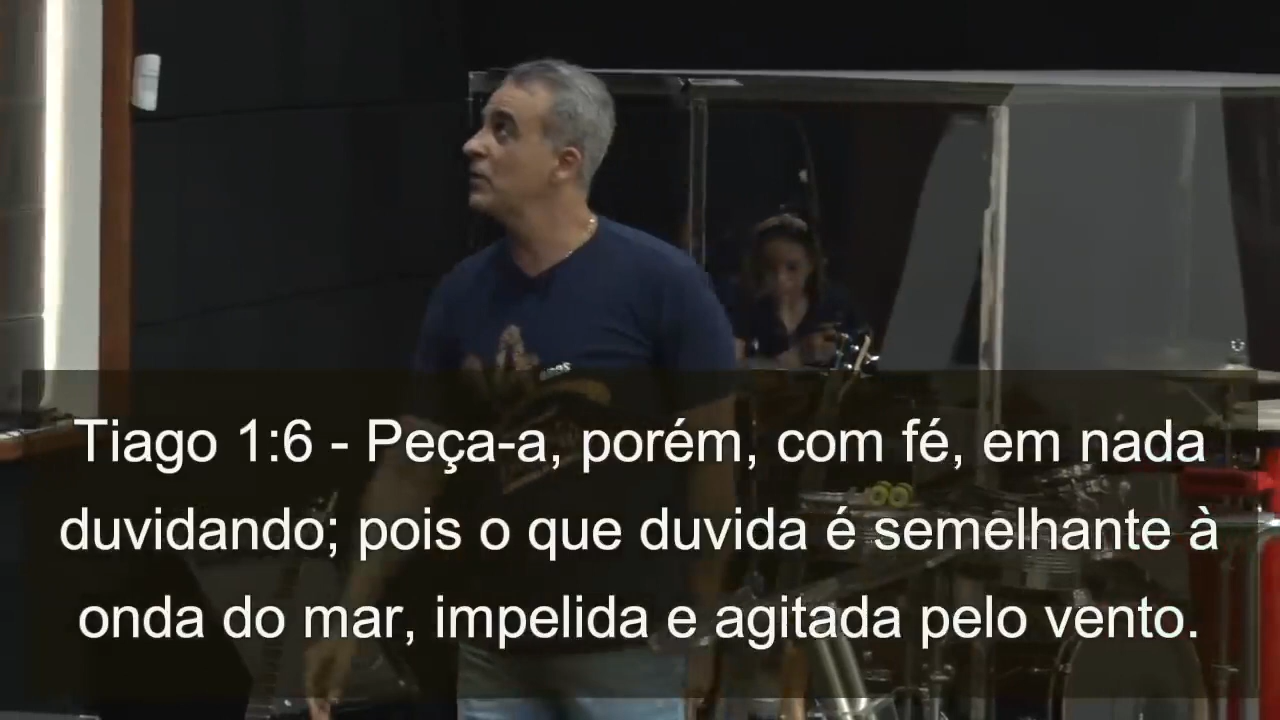 Tiago 1:6 - Peça-a, porém, com fé, em nada
duvidando; pois o que duvida é semelhante à
onda do mar, impelida e agitada pelo vento.